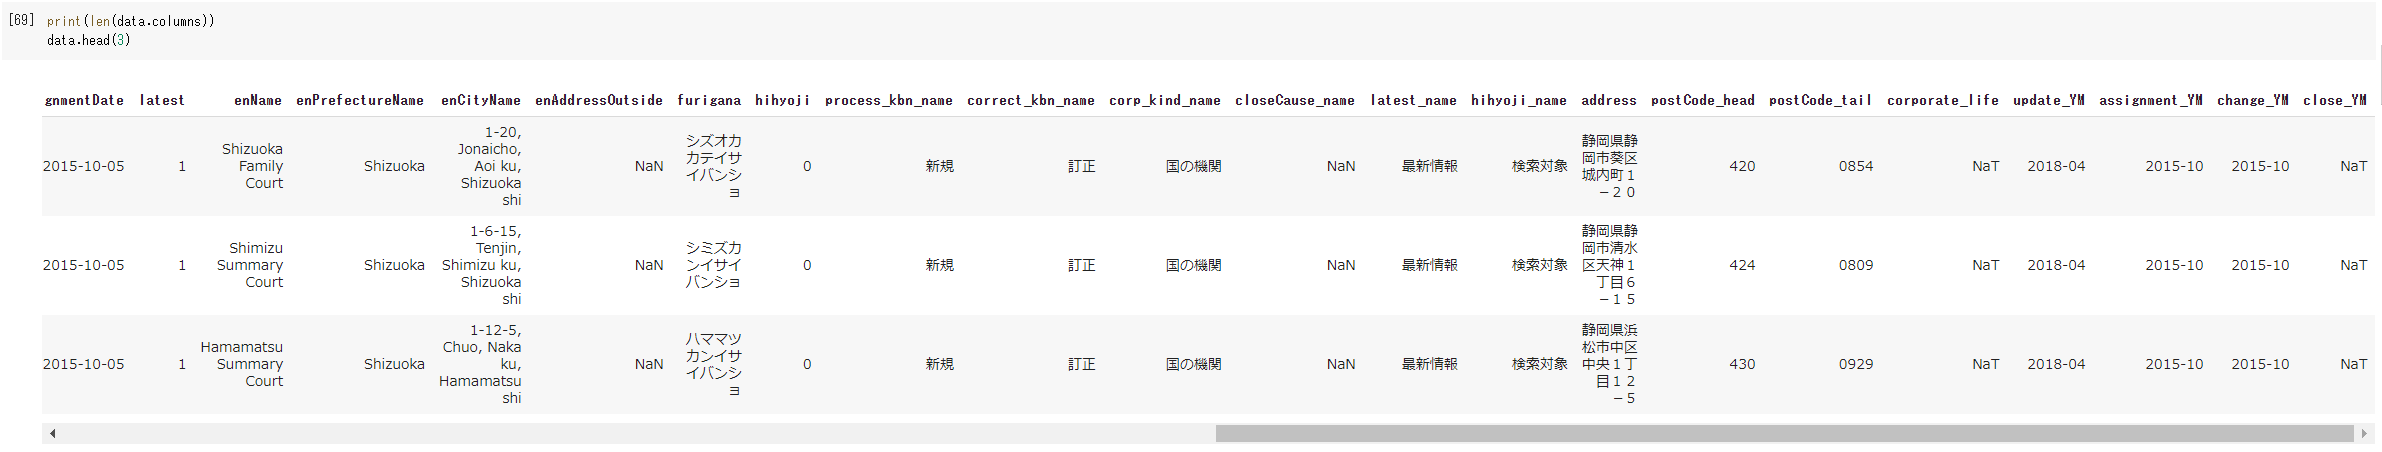 [69] print(len(data.columns))
data.head(3)
gnmentDate latest enName enPrefectureName enCityName enAddressOutside furigana hihyoji process_kbn_name correct_kbn_name corp_kind_name closeCause_name latest_name hihyoji_name address postCode_head postCode_tail corporate_life update_YM assignment_YM change_YM close_YM
2015-10-05 1 Shizuoka Family Court Shizuoka 1-20, Jonaicho, Aoi ku, Shizuoka shi NaN シズオカカテイサイバンショ 0 新規 訂正 国の機関 NaN 最新情報 検索対象 静岡県静岡市葵区城内町１－２０ 420 0854 NaT 2018-04 2015-10 2015-10 NaT
2015-10-05 1 Shimizu Summary Court Shizuoka 1-6-15, Tenjin, Shimizu ku, Shizuoka shi NaN シミズカンイサイバンショ 0 新規 訂正 国の機関 NaN 最新情報 検索対象 静岡県静岡市清水区天神１丁目６－１５ 424 0809 NaT 2018-04 2015-10 2015-10 NaT
2015-10-05 1 Hamamatsu Summary Court Shizuoka 1-12-5, Chuo, Naka ku, Hamamatsu shi NaN ハママツカンイサイバンショ 0 新規 訂正 国の機関 NaN 最新情報 検索対象 静岡県浜松市中区中央１丁目１２－５ 430 0929 NaT 2018-04 2015-10 2015-10 NaT